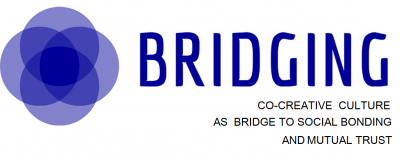 BRIDGING
CO-CREATIVE CULTURE
AS BRIDGE TO SOCIAL BONDING
AND MUTUAL TRUST